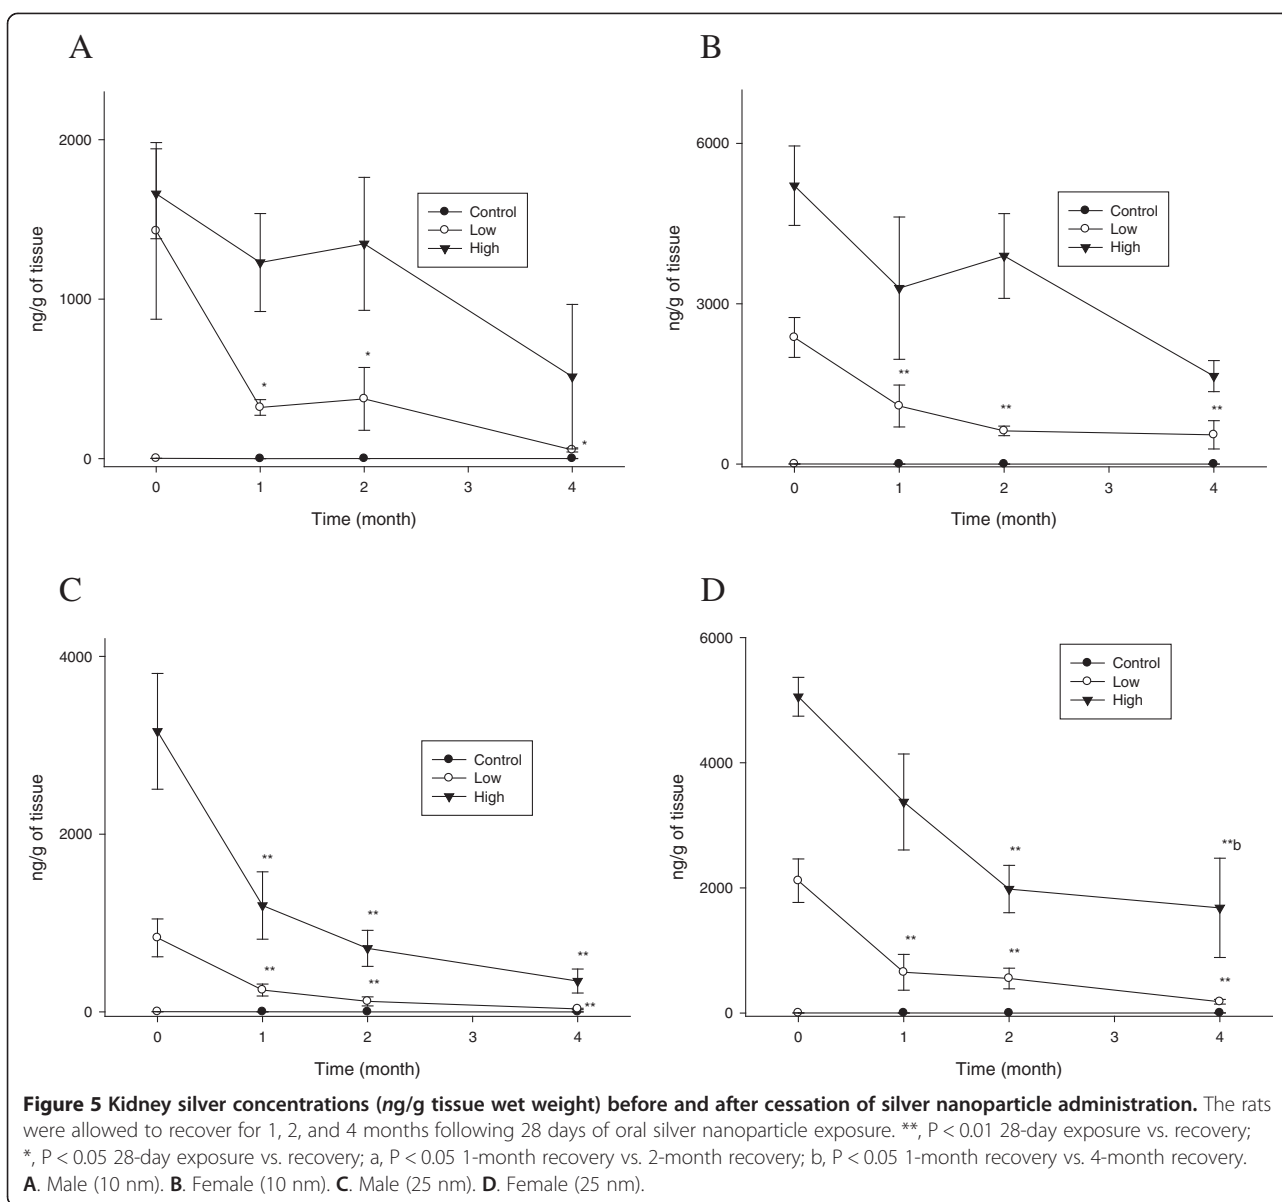 A
2000
1000
0
ng/g of tissue
Control
Low
High
*
*
*
0 1 2 3 4
Time (month)
B
6000
3000
0
ng/g of tissue
Control
Low
High
**
**
**
0 1 2 3 4
Time (month)
C
4000
2000
0
ng/g of tissue
Control
Low
High
**
**
**
**
**
**
0 1 2 3 4
Time (month)
D
6000
4000
2000
0
ng/g of tissue
Control
Low
High
**
**b
**
**
**
0 1 2 3 4
Time (month)
Figure 5 Kidney silver concentrations (ng/g tissue wet weight) before and after cessation of silver nanoparticle administration. The rats
were allowed to recover for 1, 2, and 4 months following 28 days of oral silver nanoparticle exposure. **, P < 0.01 28-day exposure vs. recovery;
*, P < 0.05 28-day exposure vs. recovery; a, P < 0.05 1-month recovery vs. 2-month recovery; b, P < 0.05 1-month recovery vs. 4-month recovery.
A. Male (10 nm). B. Female (10 nm). C. Male (25 nm). D. Female (25 nm).